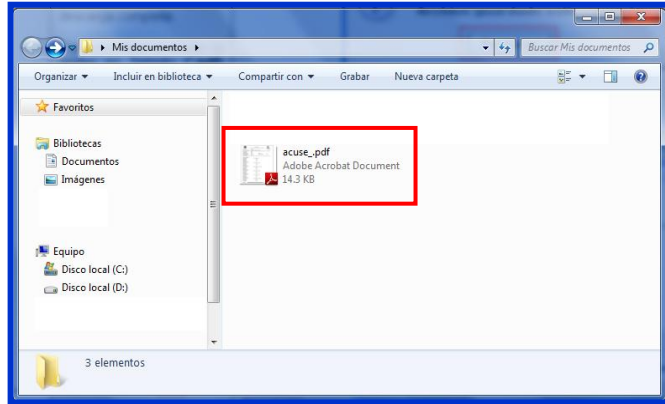 Mis documentos
Buscar Mis documentos
Organizar Incluir en biblioteca Compartir con Grabar Nueva carpeta
Favoritos
Bibliotecas
Documentos
Imágenes
Equipo
Disco local (C:)
Disco local (D:)
acuse_.pdf
Adobe Acrobat Document
14.3 KB
3 elementos